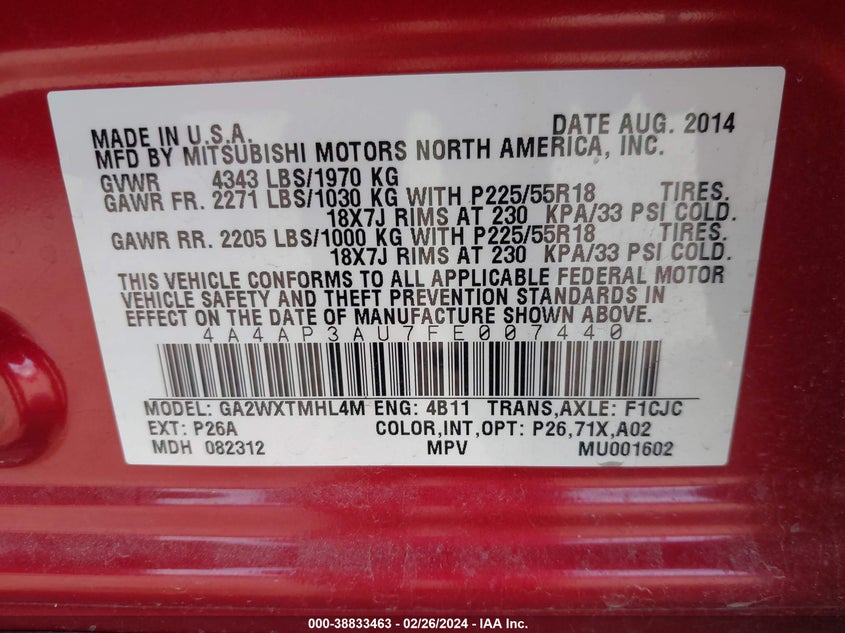 MADE IN U.S.A. DATE AUG. 2014
MFD BY MITSUBISHI MOTORS NORTH AMERICA, INC.
GVWR 4343 LBS/1970 KG
GAWR FR. 2271 LBS/1030 KG WITH P225/55R18 TIRES.
18X7J RIMS AT 230 KPA/33 PSI COLD.
GAWR RR. 2205 LBS/1000 KG WITH P225/55R18 TIRES.
18X7J RIMS AT 230 KPA/33 PSI COLD.
THIS VEHICLE CONFORMS TO ALL APPLICABLE FEDERAL MOTOR
VEHICLE SAFETY AND THEFT PREVENTION STANDARDS IN
EFFECT ON THE DATE OF MANUFACTURE SHOWN ABOVE.
4A4AP3AU7FE007440
MODEL: GA2WXTMHL4M ENG: 4B11 TRANS,AXLE: F1CJC
EXT: P26A COLOR,INT,OPT: P26,71X,A02
MDH 082312 MPV MU001602
000-38833463 - 02/26/2024 - IAA Inc.